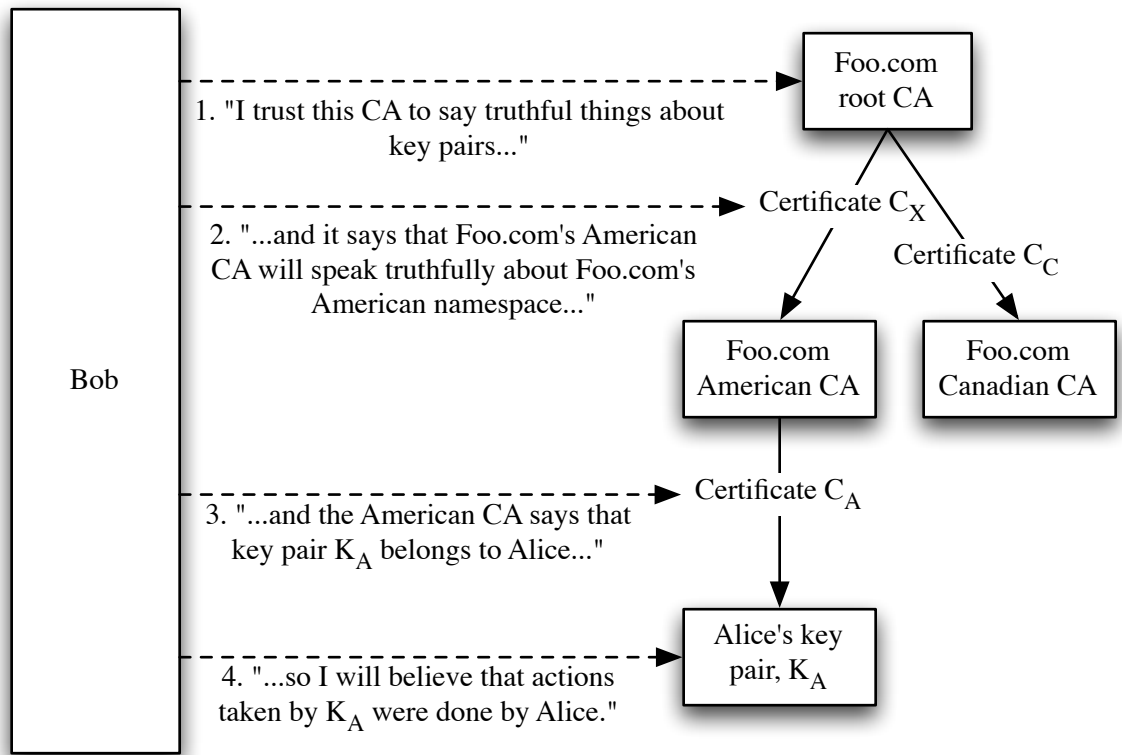 Bob
Foo.com
root CA
1. "I trust this CA to say truthful things about
key pairs..."
Certificate C_X
2. "...and it says that Foo.com's American
CA will speak truthfully about Foo.com's
American namespace..."
Certificate C_C
Foo.com
American CA
Foo.com
Canadian CA
Certificate C_A
3. "...and the American CA says that
key pair K_A belongs to Alice..."
Alice's key
pair, K_A
4. "...so I will believe that actions
taken by K_A were done by Alice."